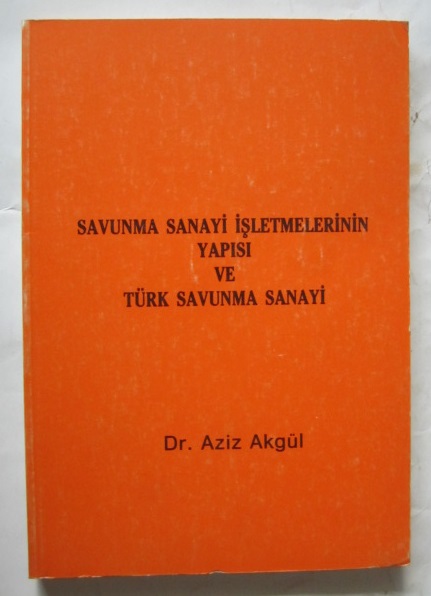 SAVUNMA SANAYİ İŞLETMELERİNİN
YAPISI
VE
TÜRK SAVUNMA SANAYİ
Dr. Aziz Akgül